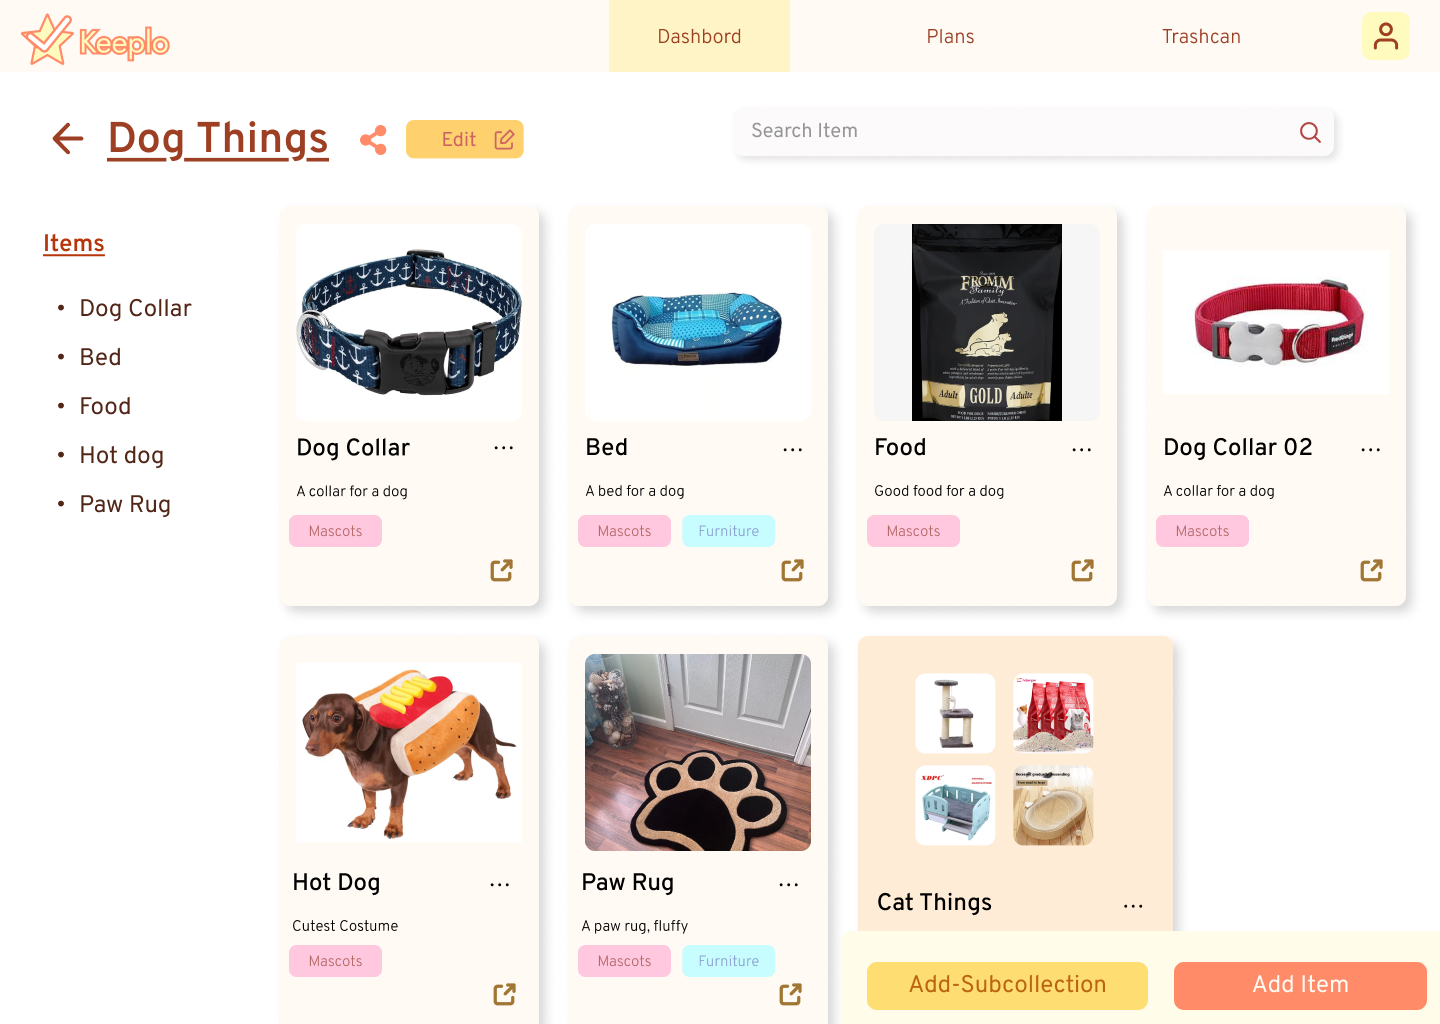 Keeplo
Dashbord
Plans
Trashcan
Dog Things
Edit
Search Item
Items
• Dog Collar
• Bed
• Food
• Hot dog
• Paw Rug
Dog Collar
...
A collar for a dog
Mascots
Bed
...
A bed for a dog
Mascots
Furniture
FROMM
Family
Adult GOLD Adulte
Food
...
Good food for a dog
Mascots
Dog Collar 02
...
A collar for a dog
Mascots
Hot Dog
...
Cutest Costume
Mascots
Paw Rug
...
A paw rug, fluffy
Mascots
Furniture
XDPC
Cat Things
...
Add-Subcollection
Add Item